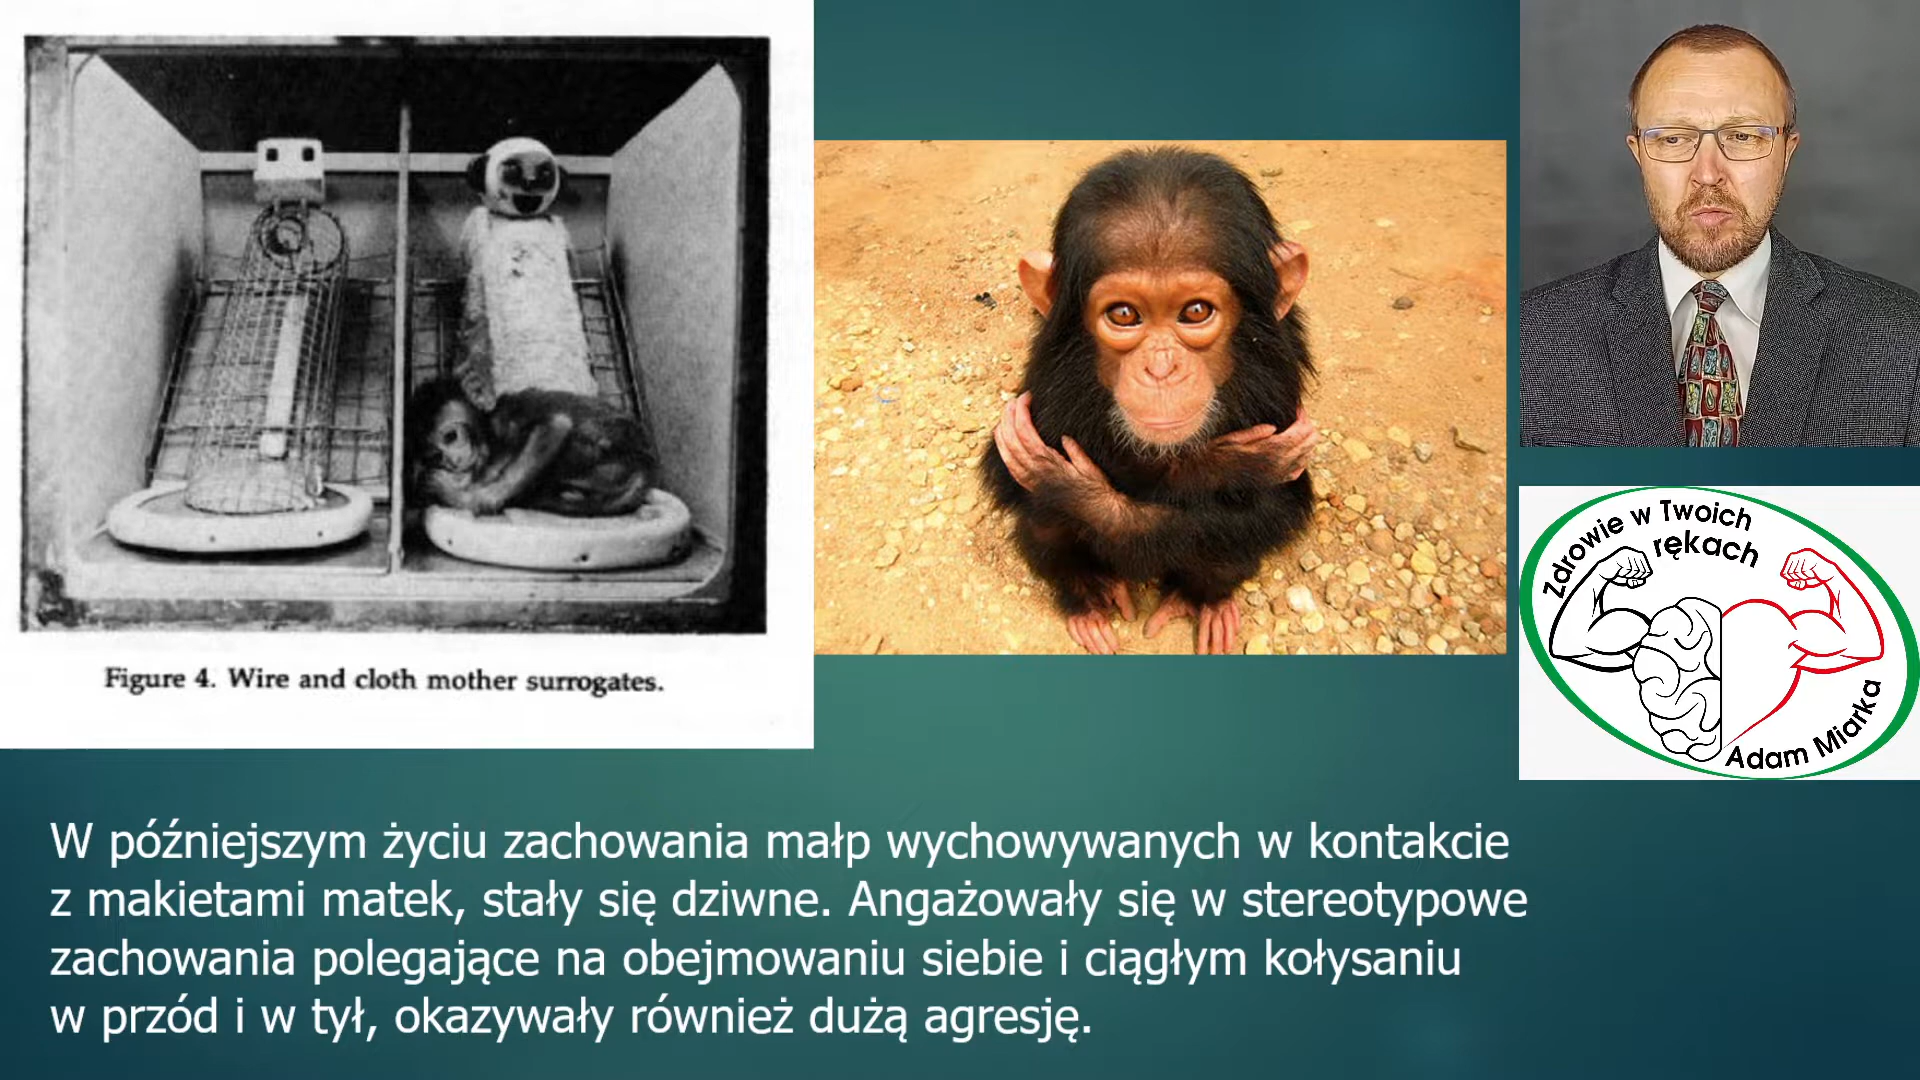 Figure 4. Wire and cloth mother surrogates.
Zdrowie w Twoich
rękach
Adam Miarka
W późniejszym życiu zachowania małp wychowywanych w kontakcie
z makietami matek, stały się dziwne. Angażowały się w stereotypowe
zachowania polegające na obejmowaniu siebie i ciągłym kołysaniu
w przód i w tył, okazywały również dużą agresję.